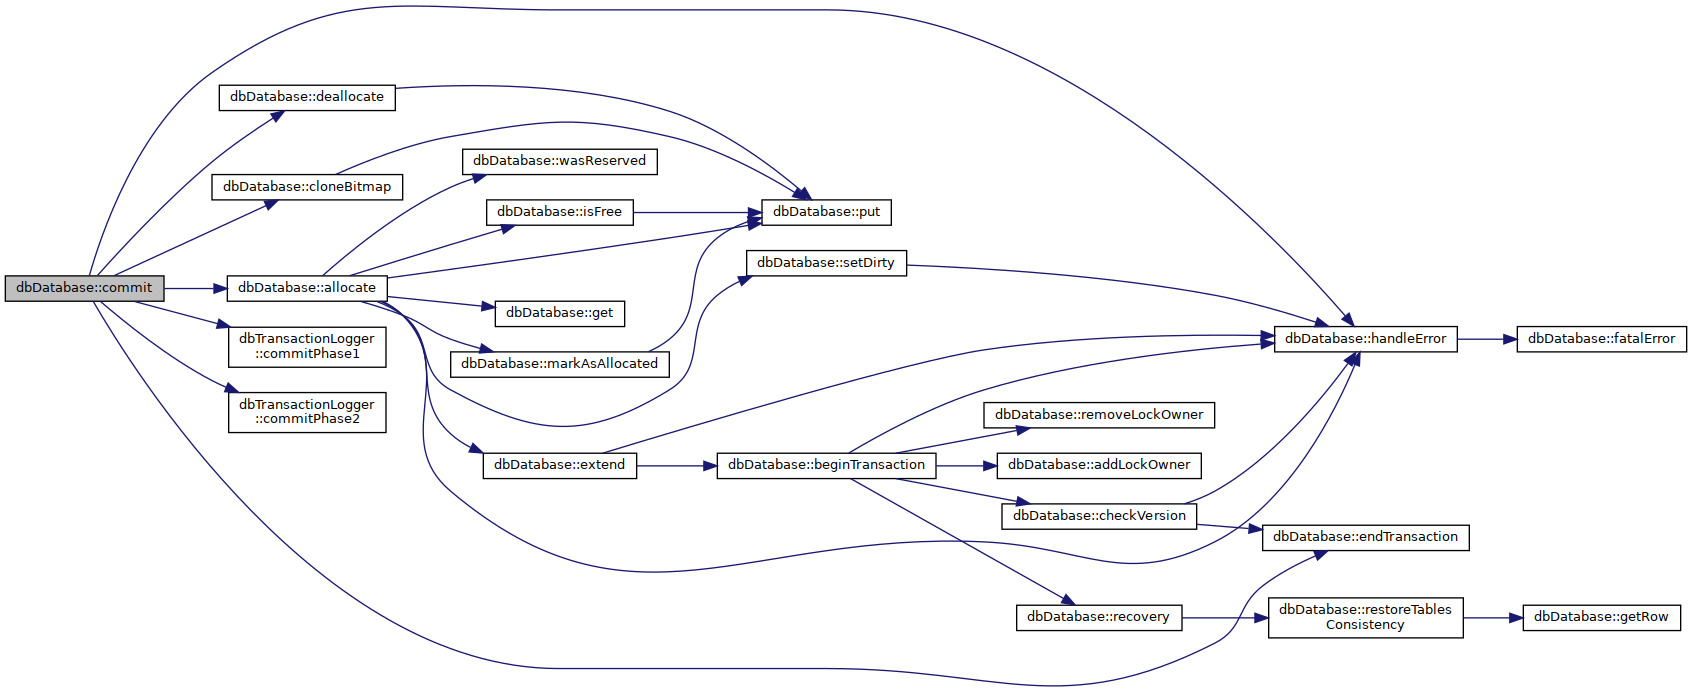 dbDatabase::commit
dbDatabase::deallocate
dbDatabase::cloneBitmap
dbDatabase::allocate
dbTransactionLogger
::commitPhase1
dbTransactionLogger
::commitPhase2
dbDatabase::wasReserved
dbDatabase::isFree
dbDatabase::get
dbDatabase::markAsAllocated
dbDatabase::extend
dbDatabase::put
dbDatabase::setDirty
dbDatabase::beginTransaction
dbDatabase::removeLockOwner
dbDatabase::addLockOwner
dbDatabase::checkVersion
dbDatabase::recovery
dbDatabase::handleError
dbDatabase::endTransaction
dbDatabase::restoreTables
Consistency
dbDatabase::fatalError
dbDatabase::getRow